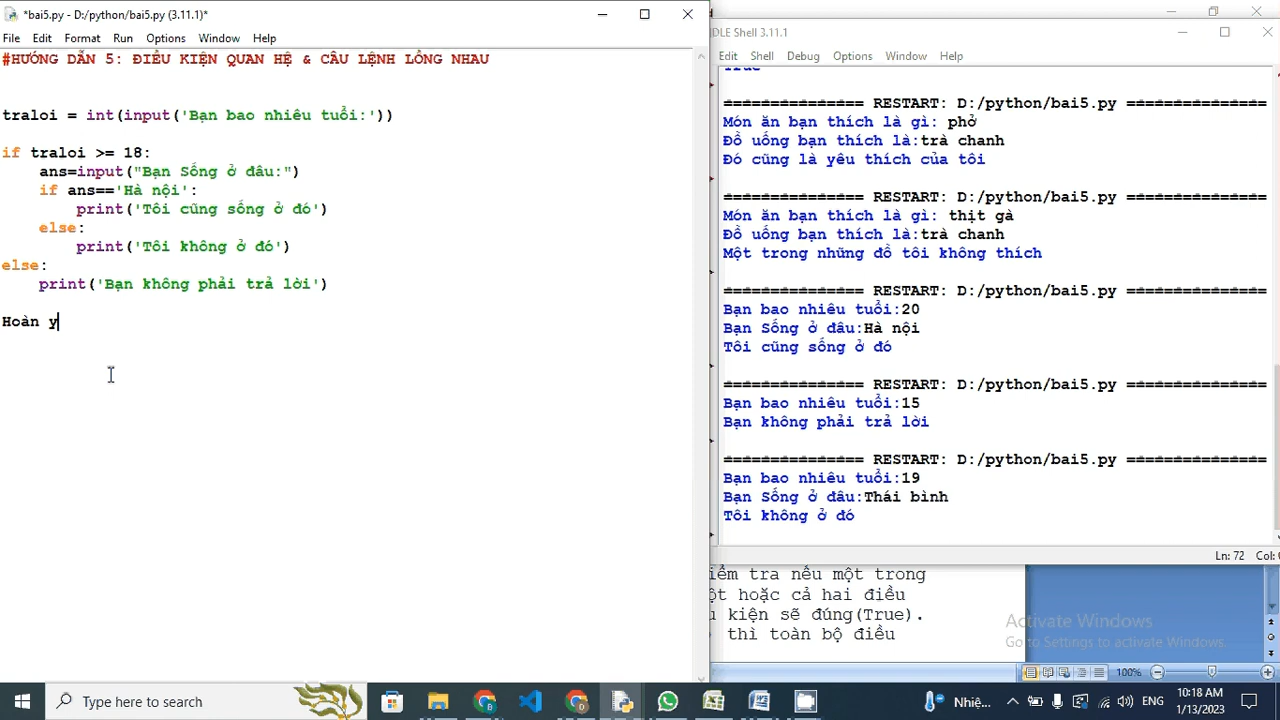 *bai5.py - D:/python/bai5.py (3.11.1)*
File Edit Format Run Options Window Help
#HƯỚNG DẪN 5: ĐIỀU KIỆN QUAN HỆ & CÂU LỆNH LỒNG NHAU
traloi = int(input('Bạn bao nhiêu tuổi:'))
if traloi >= 18:
    ans=input("Bạn Sống ở đâu:")
    if ans=='Hà nội':
        print('Tôi cũng sống ở đó')
    else:
        print('Tôi không ở đó')
else:
    print('Bạn không phải trả lời')
Hoàn y
DLE Shell 3.11.1
Edit Shell Debug Options Window Help
True
=============== RESTART: D:/python/bai5.py ===============
Món ăn bạn thích là gì: phở
Đồ uống bạn thích là:trà chanh
Đó cũng là yêu thích của tôi
=============== RESTART: D:/python/bai5.py ===============
Món ăn bạn thích là gì: thịt gà
Đồ uống bạn thích là:trà chanh
Một trong những đồ tôi không thích
=============== RESTART: D:/python/bai5.py ===============
Bạn bao nhiêu tuổi:20
Bạn Sống ở đâu:Hà nội
Tôi cũng sống ở đó
=============== RESTART: D:/python/bai5.py ===============
Bạn bao nhiêu tuổi:15
Bạn không phải trả lời
=============== RESTART: D:/python/bai5.py ===============
Bạn bao nhiêu tuổi:19
Bạn Sống ở đâu:Thái bình
Tôi không ở đó
Ln: 72 Col:
iểm tra nếu một trong
ột hoặc cả hai điều
u kiện sẽ đúng(True).
thì toàn bộ điều
Activate Windows
Go to Settings to activate Windows.
100%
Type here to search
Nhiệ... ENG 10:18 AM
1/13/2023